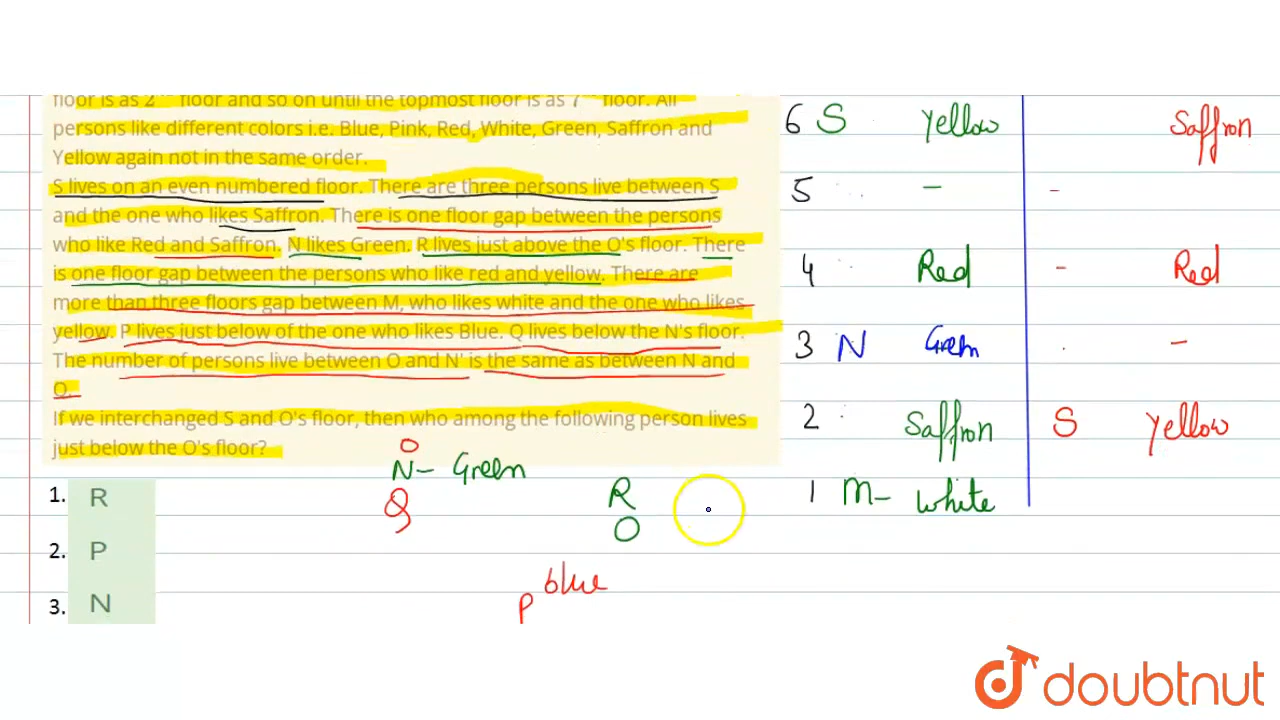 floor is as 2nd floor and so on until the topmost floor is as 7th floor. All
persons like different colors i.e. Blue, Pink, Red, White, Green, Saffron and
Yellow again not in the same order.
S lives on an even numbered floor. There are three persons live between S
and the one who likes Saffron. There is one floor gap between the persons
who like Red and Saffron. N likes Green. R lives just above the O's floor. There
is one floor gap between the persons who like red and yellow. There are
more than three floors gap between M, who likes white and the one who likes
yellow. P lives just below of the one who likes Blue. Q lives below the N's floor.
The number of persons live between O and N' is the same as between N and
Q.
If we interchanged S and O's floor, then who among the following person lives
just below the O's floor?
1. R
2. P
3. N
O
N- Green
Q
R
O
blue
P
6 S Yellow Saffron
5 - -
4 Red - Red
3 N Green -
2 Saffron S Yellow
1 M- White
doubtnut